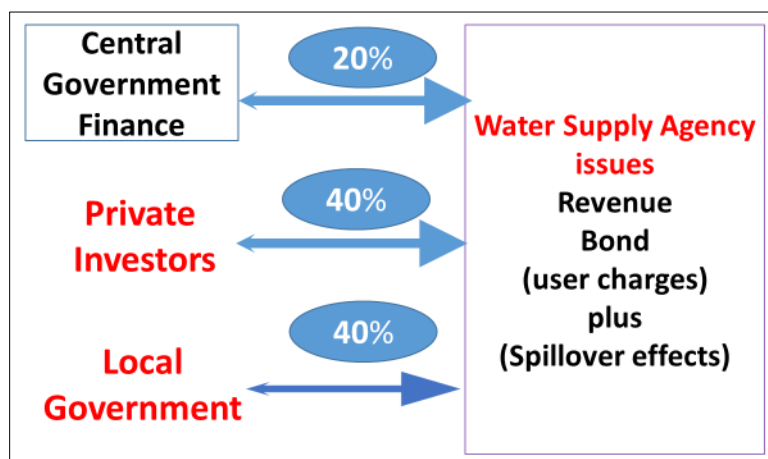 Central
Government
Finance
20%
Private
Investors
40%
Local
Government
40%
Water Supply Agency
issues
Revenue
Bond
(user charges)
plus
(Spillover effects)